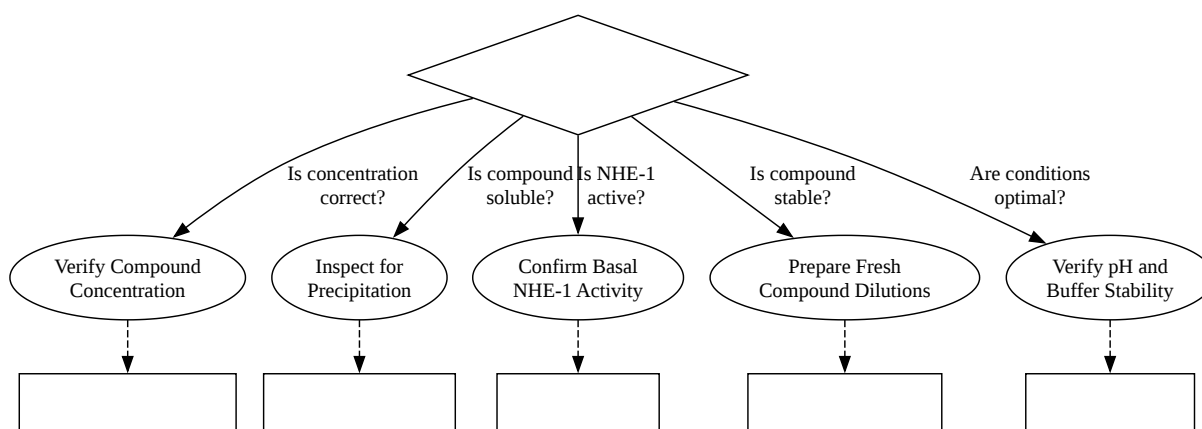 Is concentration
correct?
Is compound
soluble?
Is NHE-1
active?
Is compound
stable?
Are conditions
optimal?
Verify Compound
Concentration
Inspect for
Precipitation
Confirm Basal
NHE-1 Activity
Prepare Fresh
Compound Dilutions
Verify pH and
Buffer Stability